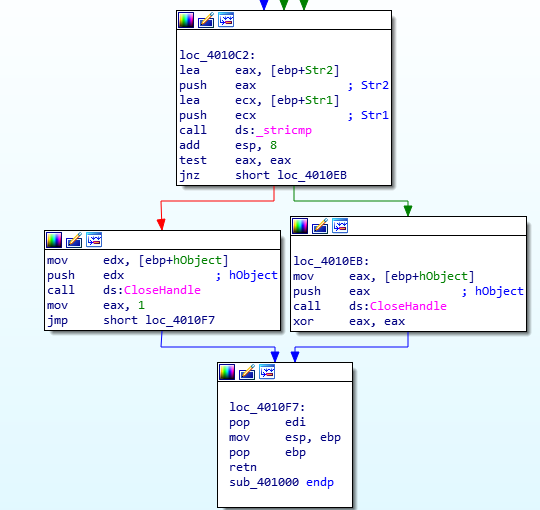 loc_4010C2:
lea eax, [ebp+Str2]
push eax ; Str2
lea ecx, [ebp+Str1]
push ecx ; Str1
call ds:_stricmp
add esp, 8
test eax, eax
jnz short loc_4010EB
mov edx, [ebp+hObject]
push edx ; hObject
call ds:CloseHandle
mov eax, 1
jmp short loc_4010F7
loc_4010EB:
mov eax, [ebp+hObject]
push eax ; hObject
call ds:CloseHandle
xor eax, eax
loc_4010F7:
pop edi
mov esp, ebp
pop ebp
retn
sub_401000 endp